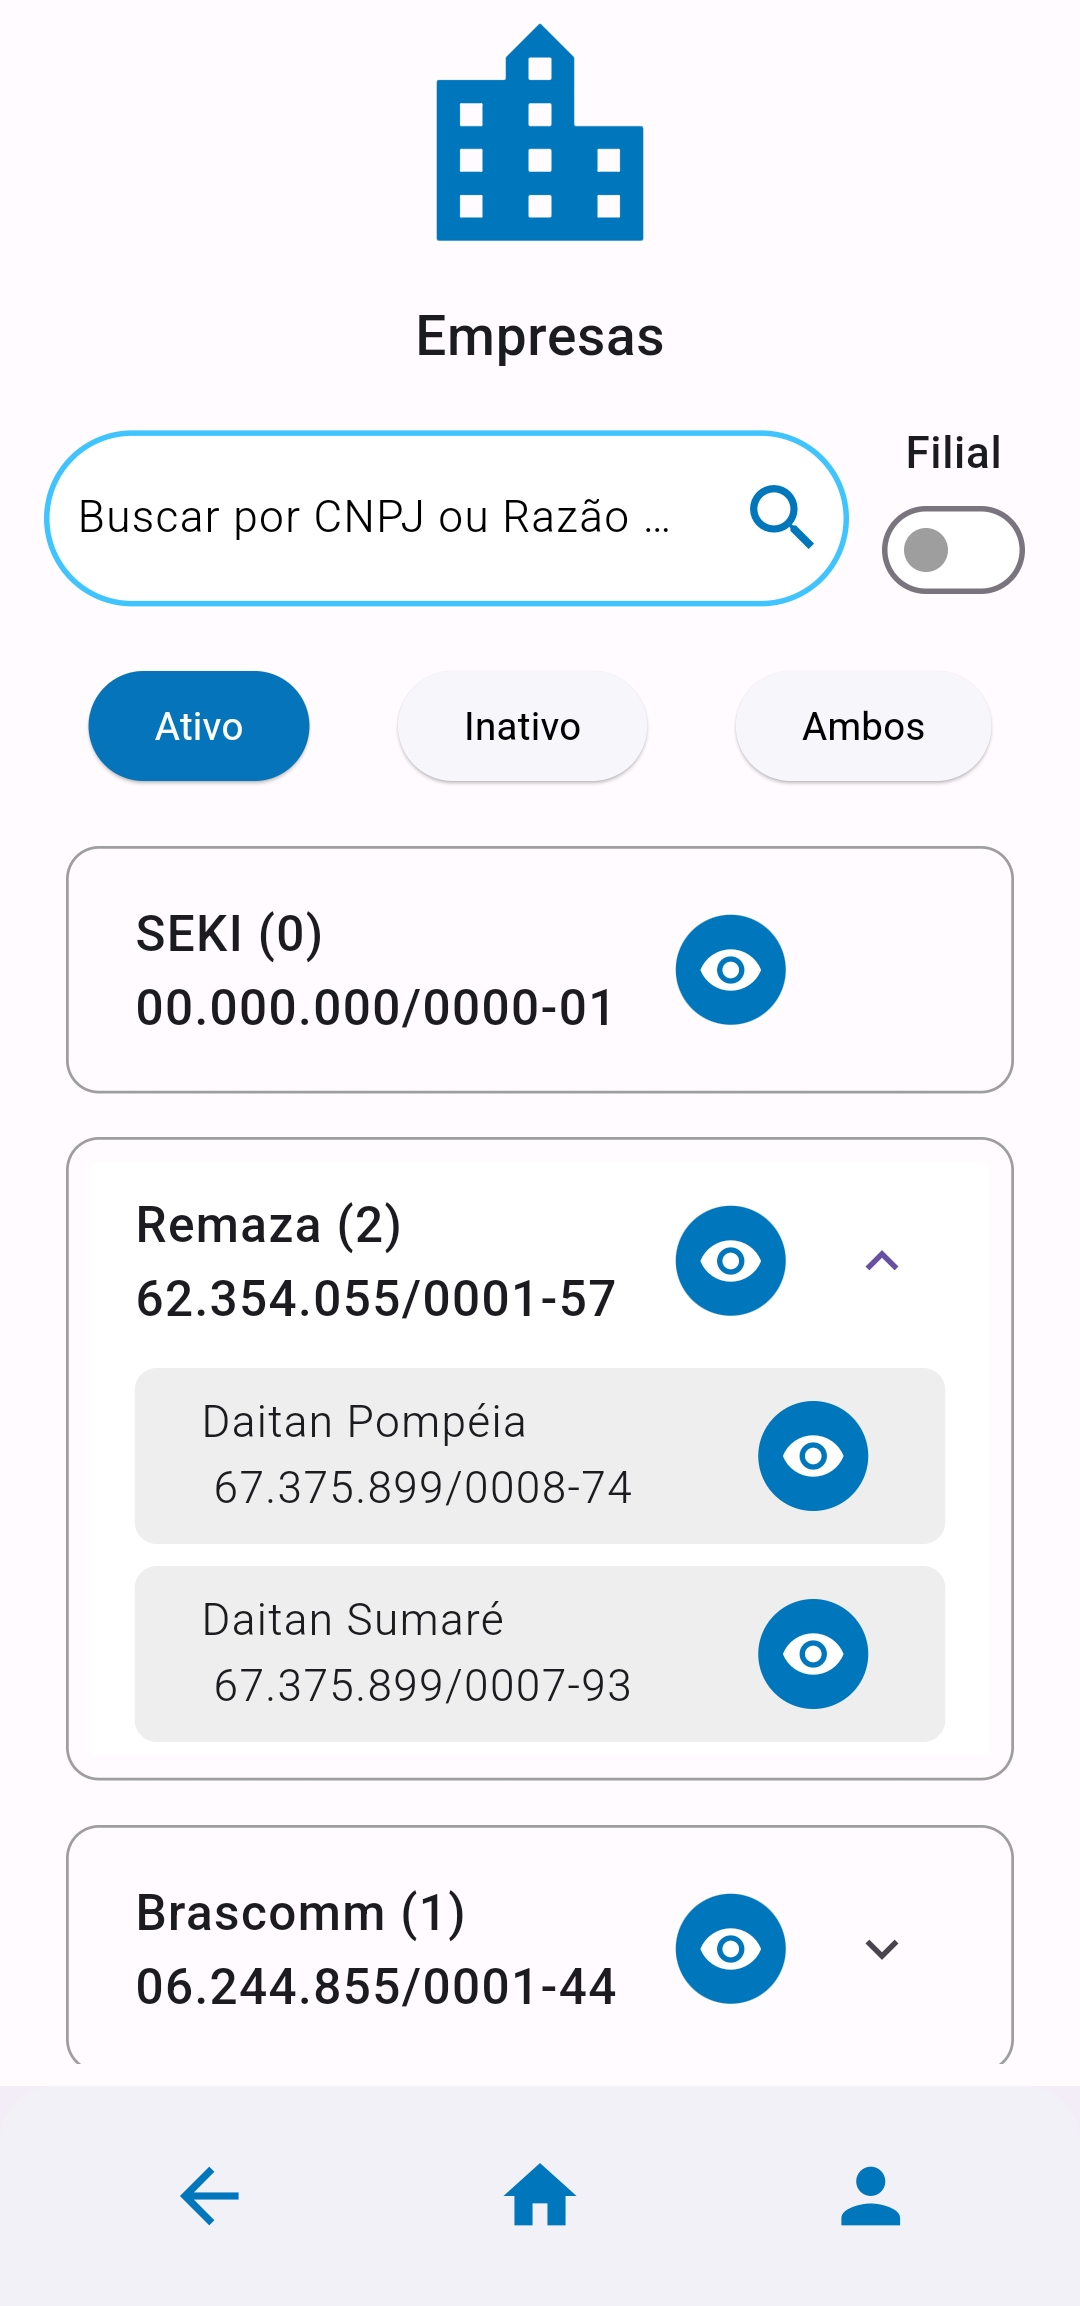 Empresas
Filial
Buscar por CNPJ ou Razão ...
Ativo
Inativo
Ambos
SEKI (0)
00.000.000/0000-01
Remaza (2)
62.354.055/0001-57
Daitan Pompéia
67.375.899/0008-74
Daitan Sumaré
67.375.899/0007-93
Brascomm (1)
06.244.855/0001-44